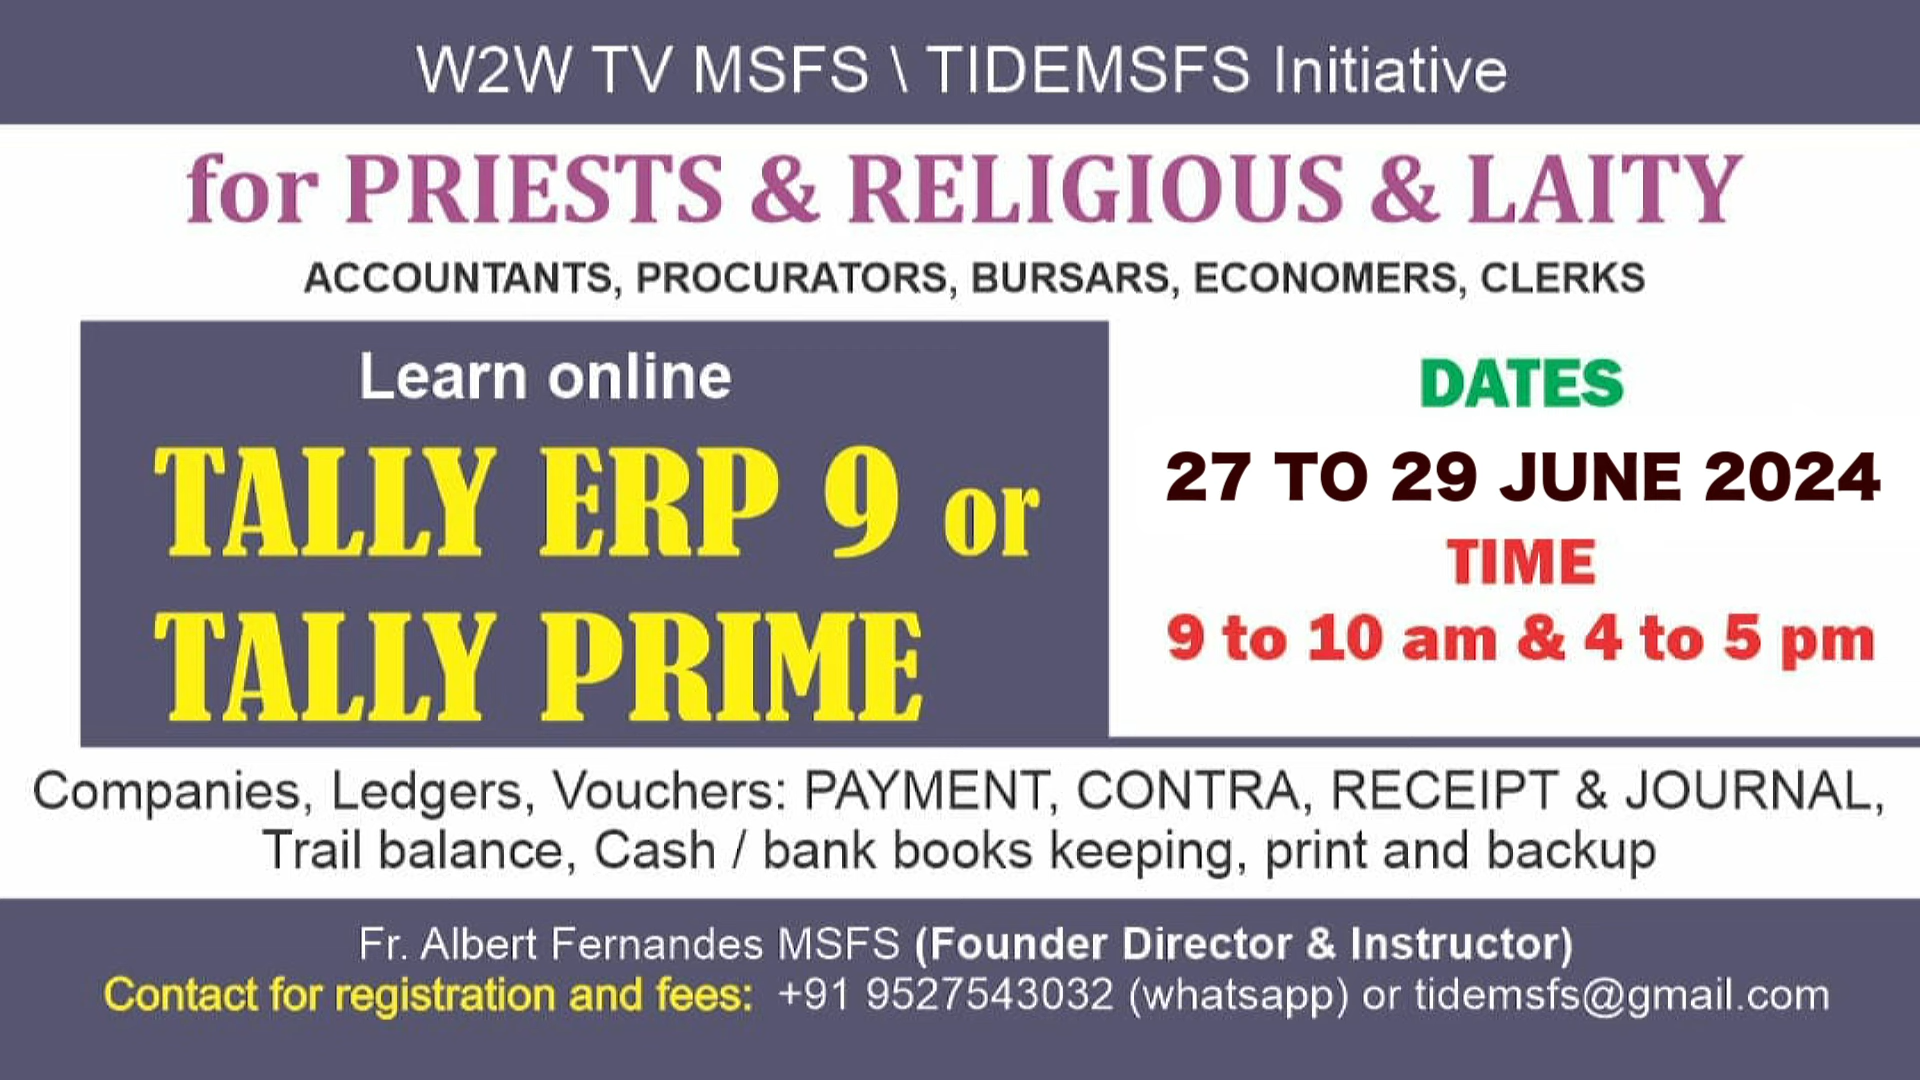 W2W TV MSFS \ TIDEMSFS Initiative
for PRIESTS & RELIGIOUS & LAITY
ACCOUNTANTS, PROCURATORS, BURSARS, ECONOMERS, CLERKS
Learn online
TALLY ERP 9 or
TALLY PRIME
DATES
27 TO 29 JUNE 2024
TIME
9 to 10 am & 4 to 5 pm
Companies, Ledgers, Vouchers: PAYMENT, CONTRA, RECEIPT & JOURNAL,
Trail balance, Cash / bank books keeping, print and backup
Fr. Albert Fernandes MSFS (Founder Director & Instructor)
Contact for registration and fees: +91 9527543032 (whatsapp) or tidemsfs@gmail.com